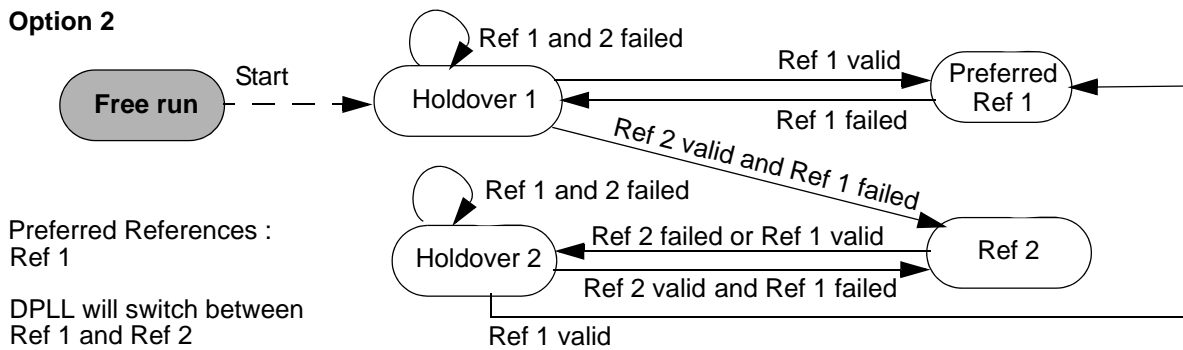 Option 2
Ref 1 and 2 failed
Start
Free run
Holdover 1
Ref 1 valid
Ref 1 failed
Preferred
Ref 1
Ref 2 valid and Ref 1 failed
Ref 1 and 2 failed
Preferred References :
Ref 1
Holdover 2
Ref 2 failed or Ref 1 valid
Ref 2 valid and Ref 1 failed
Ref 2
DPLL will switch between
Ref 1 and Ref 2
Ref 1 valid